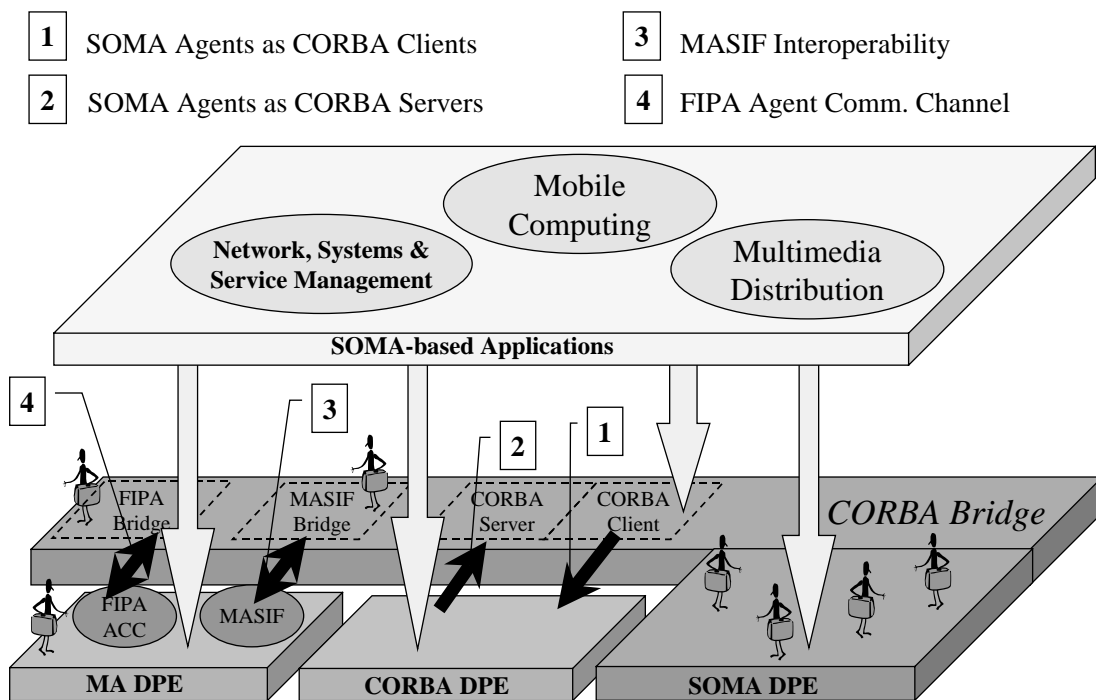 1 SOMA Agents as CORBA Clients
3 MASIF Interoperability
2 SOMA Agents as CORBA Servers
4 FIPA Agent Comm. Channel
Mobile
Computing
Network, Systems &
Service Management
Multimedia
Distribution
SOMA-based Applications
4
3
2
1
FIPA
Bridge
MASIF
Bridge
CORBA
Server
CORBA
Client
CORBA Bridge
FIPA
ACC
MASIF
MA DPE
CORBA DPE
SOMA DPE